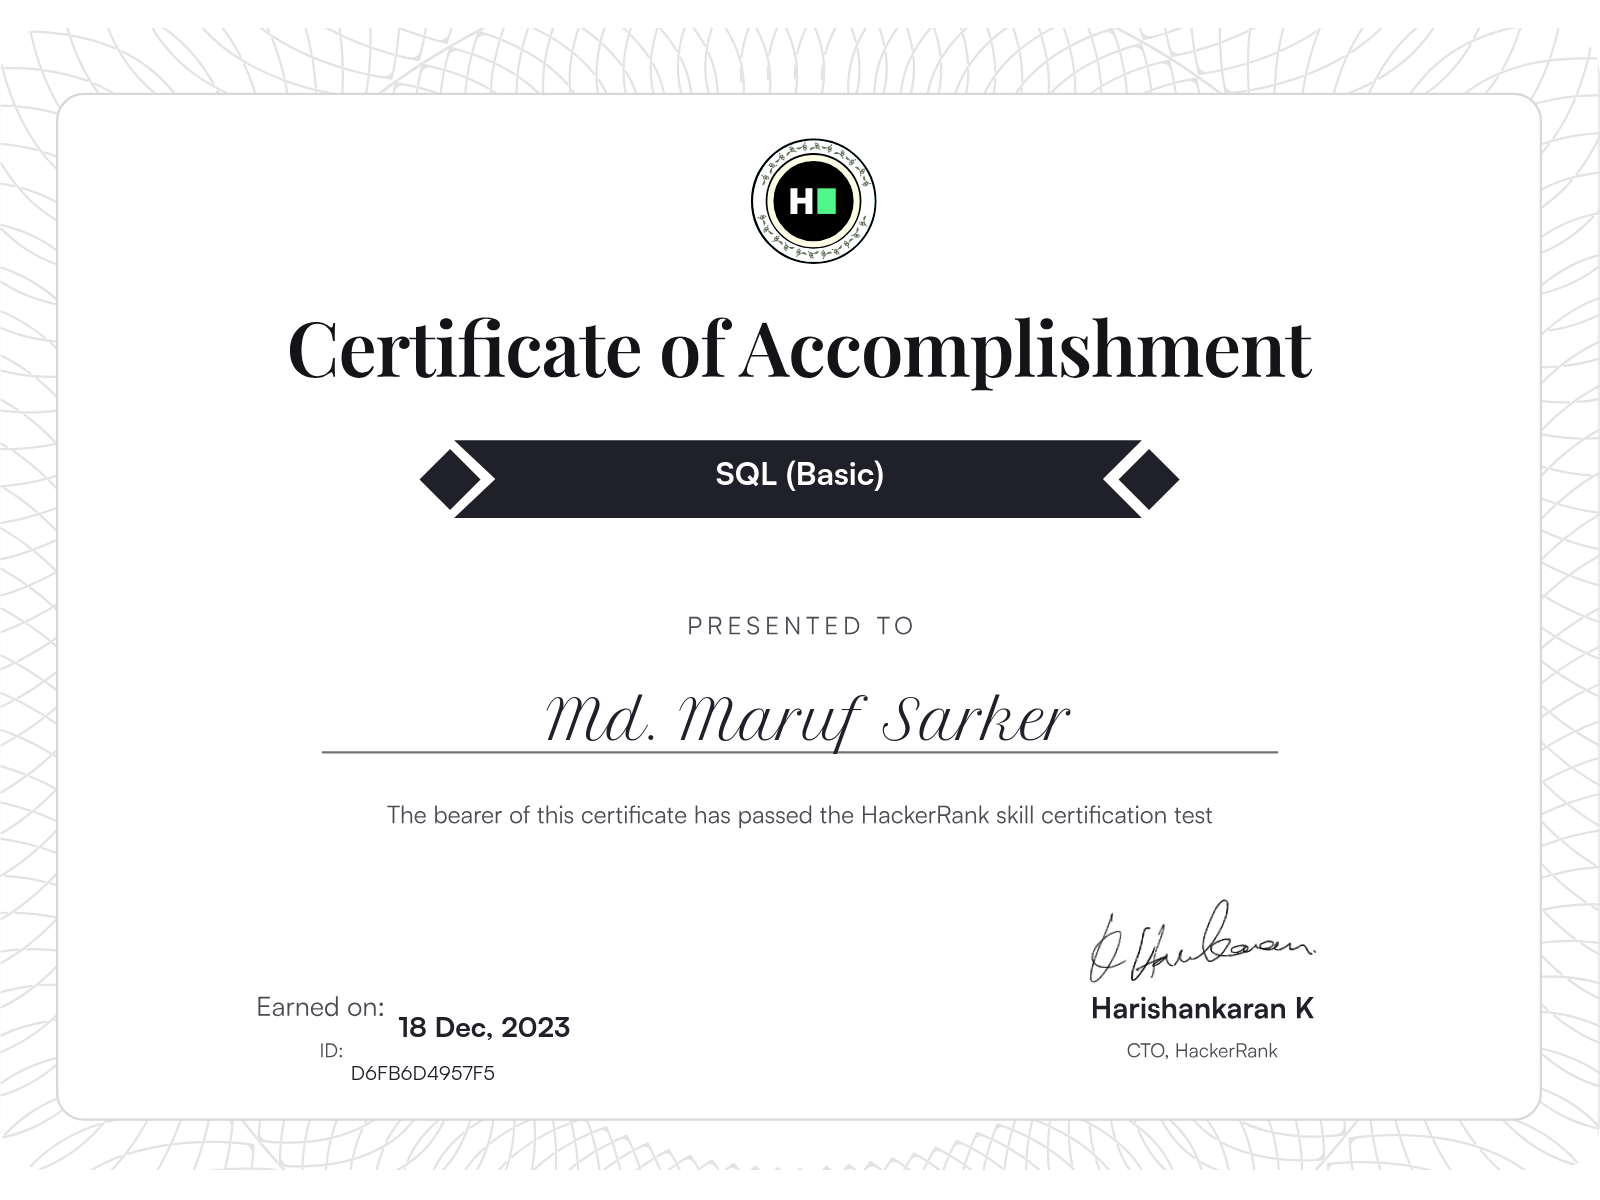 H
Certificate of Accomplishment
SQL (Basic)
PRESENTED TO
Md. Maruf Sarker
The bearer of this certificate has passed the HackerRank skill certification test
Earned on: 18 Dec, 2023
ID: D6FB6D4957F5
Harishankaran K
CTO, HackerRank